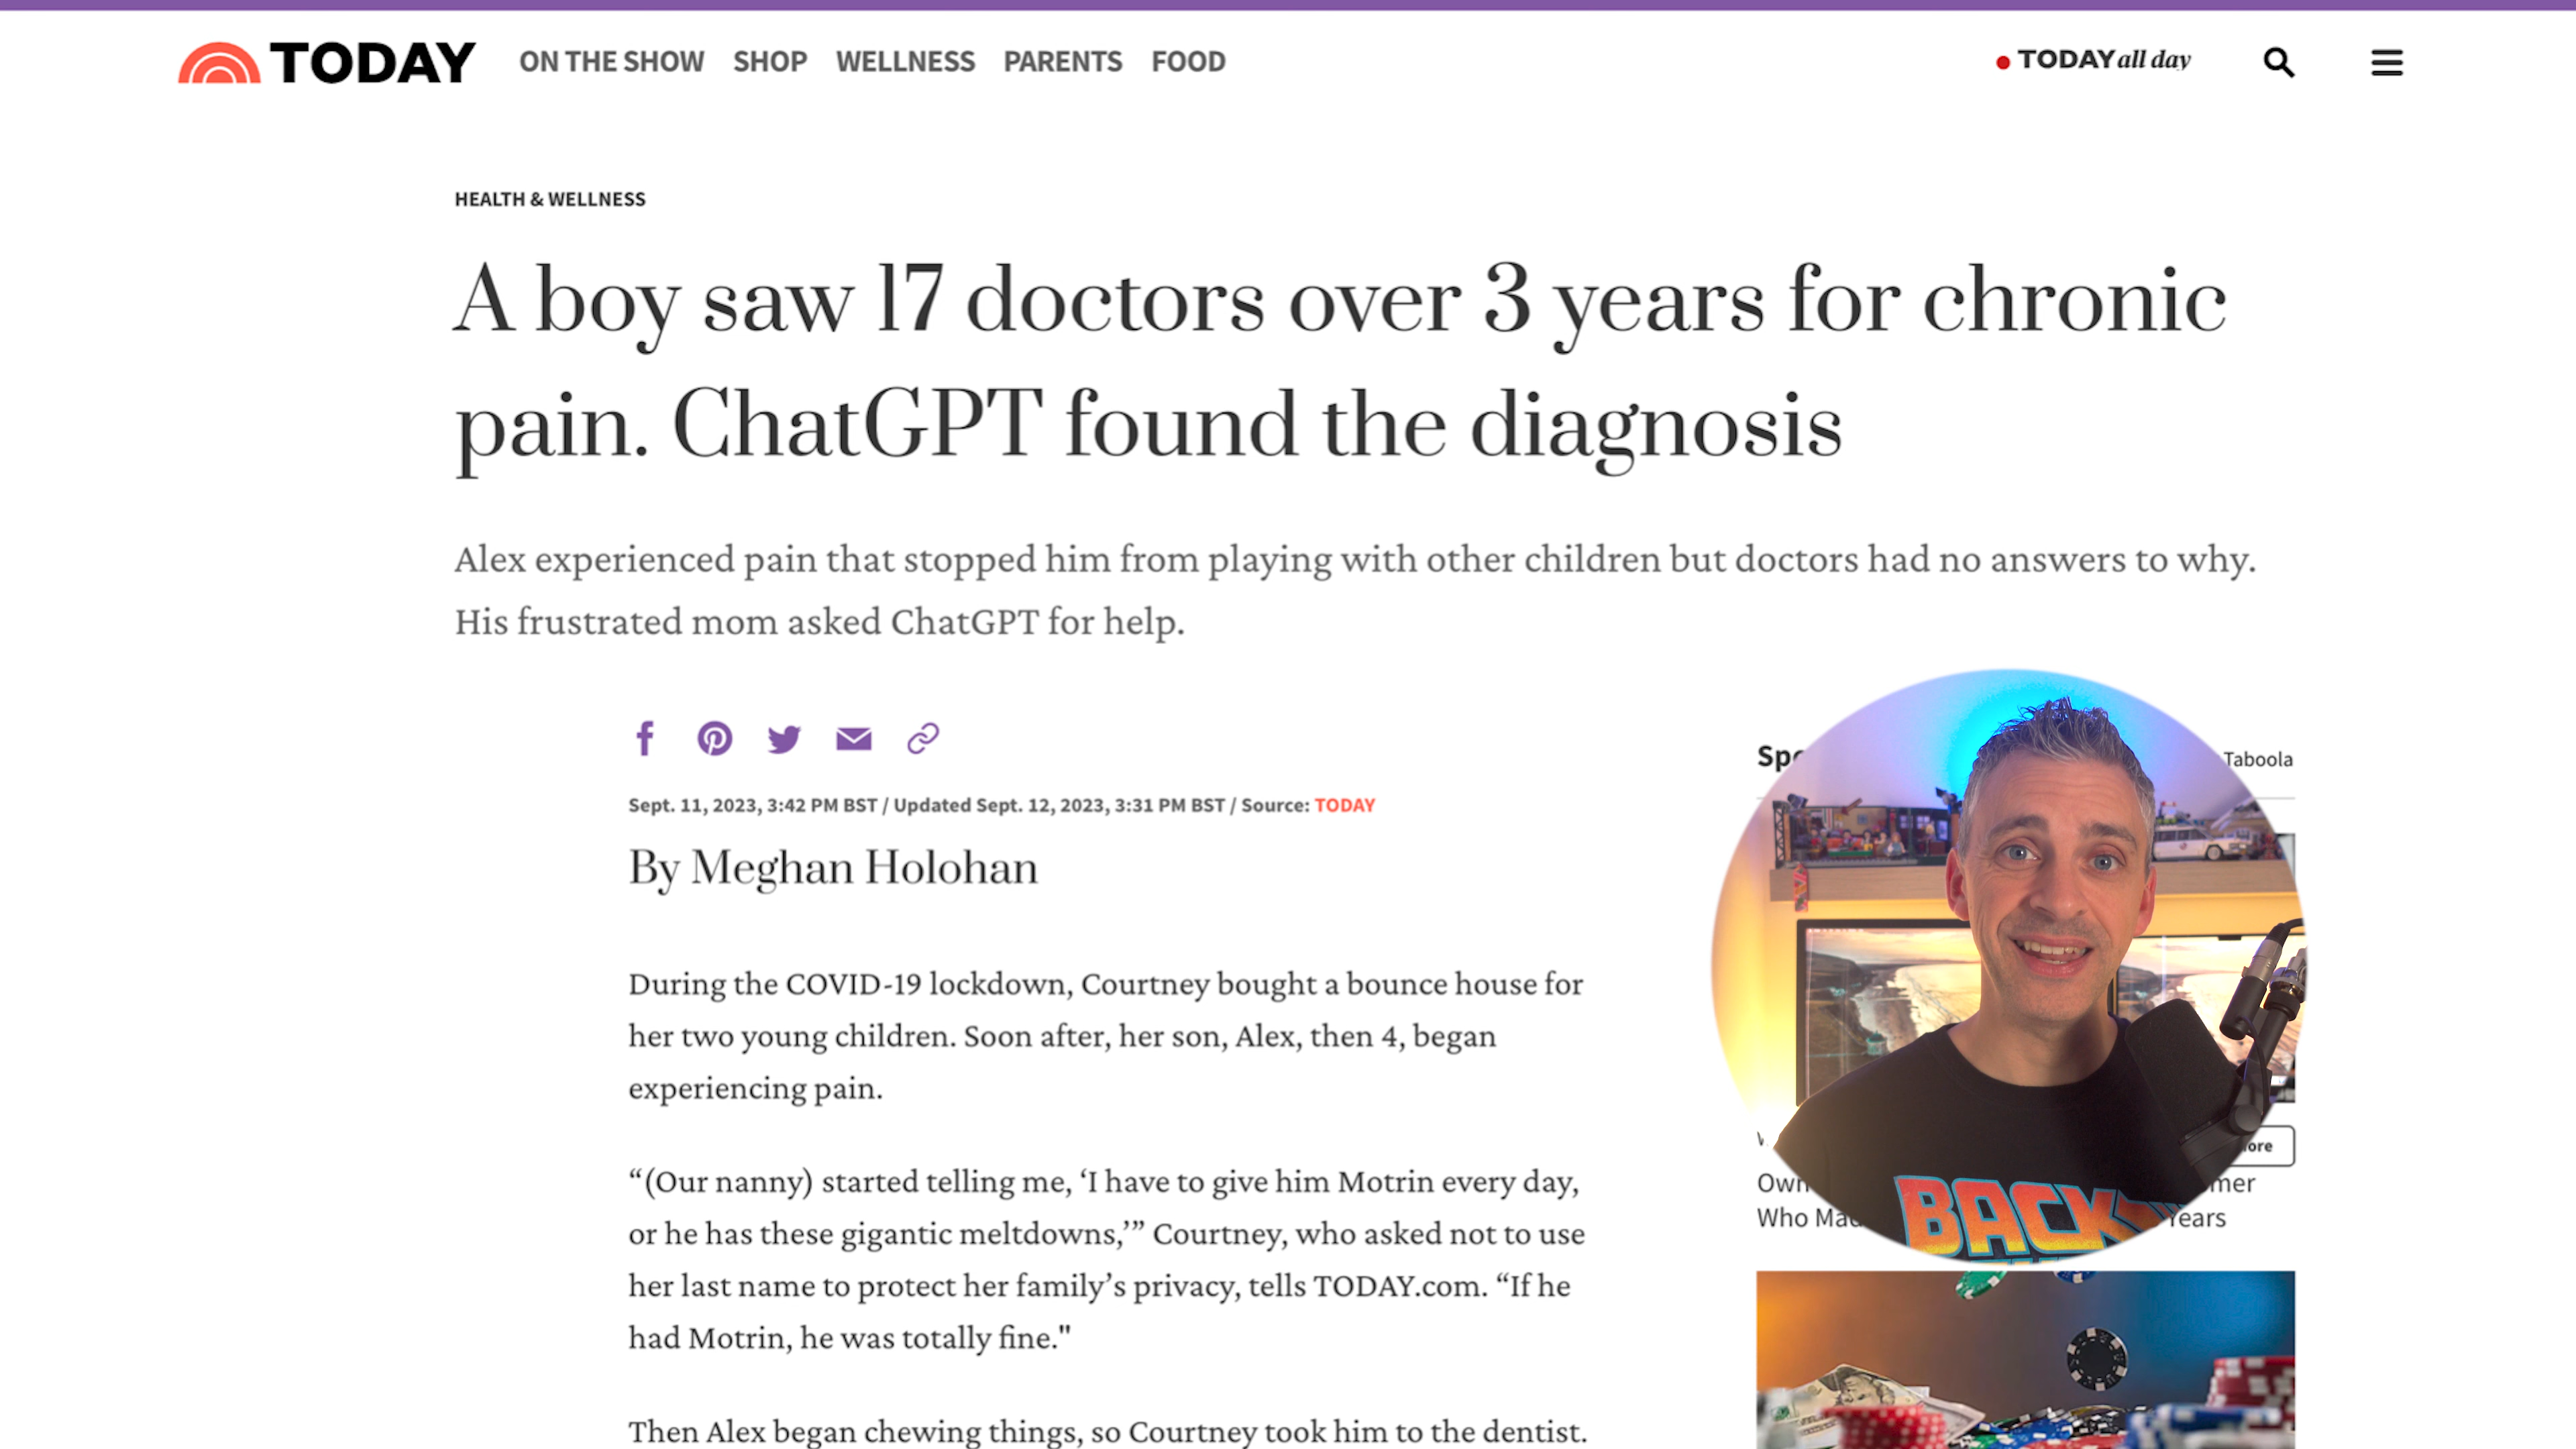 TODAY ON THE SHOW SHOP WELLNESS PARENTS FOOD TODAY all day
HEALTH & WELLNESS
A boy saw 17 doctors over 3 years for chronic
pain. ChatGPT found the diagnosis
Alex experienced pain that stopped him from playing with other children but doctors had no answers to why.
His frustrated mom asked ChatGPT for help.
Sept. 11, 2023, 3:42 PM BST / Updated Sept. 12, 2023, 3:31 PM BST / Source: TODAY
By Meghan Holohan
During the COVID-19 lockdown, Courtney bought a bounce house for
her two young children. Soon after, her son, Alex, then 4, began
experiencing pain.
“(Our nanny) started telling me, ‘I have to give him Motrin every day,
or he has these gigantic meltdowns,’” Courtney, who asked not to use
her last name to protect her family’s privacy, tells TODAY.com. “If he
had Motrin, he was totally fine."
Then Alex began chewing things, so Courtney took him to the dentist.
Taboola
Who
BACK